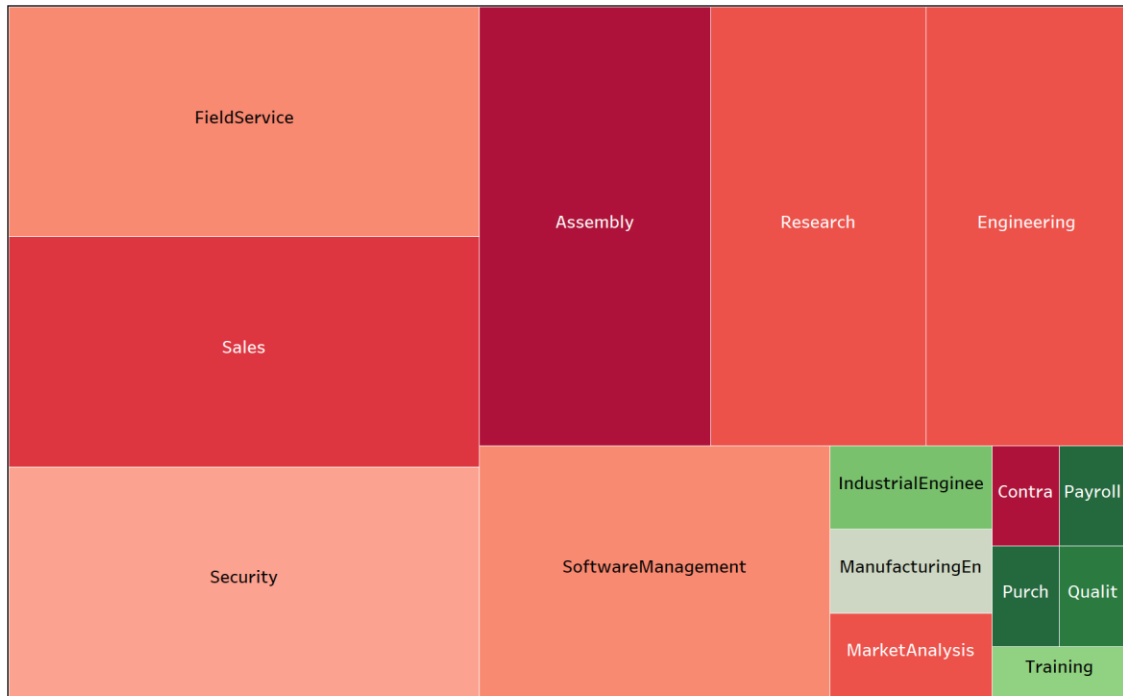 FieldService
Sales
Security
Assembly
Research
Engineering
SoftwareManagement
IndustrialEnginee
ManufacturingEn
MarketAnalysis
Contra
Payroll
Purch
Qualit
Training